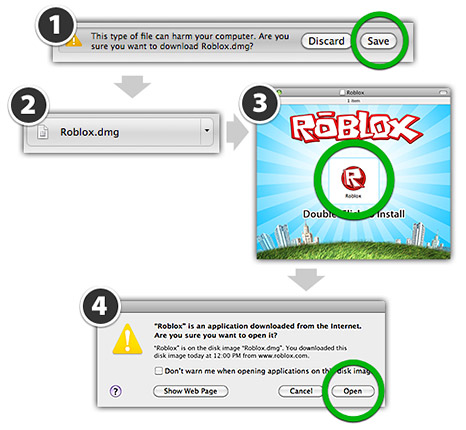 1
This type of file can harm your computer. Are you
sure you want to download Roblox.dmg?
Discard
Save
2
Roblox.dmg
3
Roblox
1 item
ROBLOX
R
Roblox
Install
4
"Roblox" is an application downloaded from the Internet.
Are you sure you want to open it?
"Roblox" is on the disk image "Roblox.dmg". You downloaded this
disk image today at 12:00 PM from www.roblox.com.
Don't warn me when opening applications on this disk image
?
Show Web Page
Cancel
Open